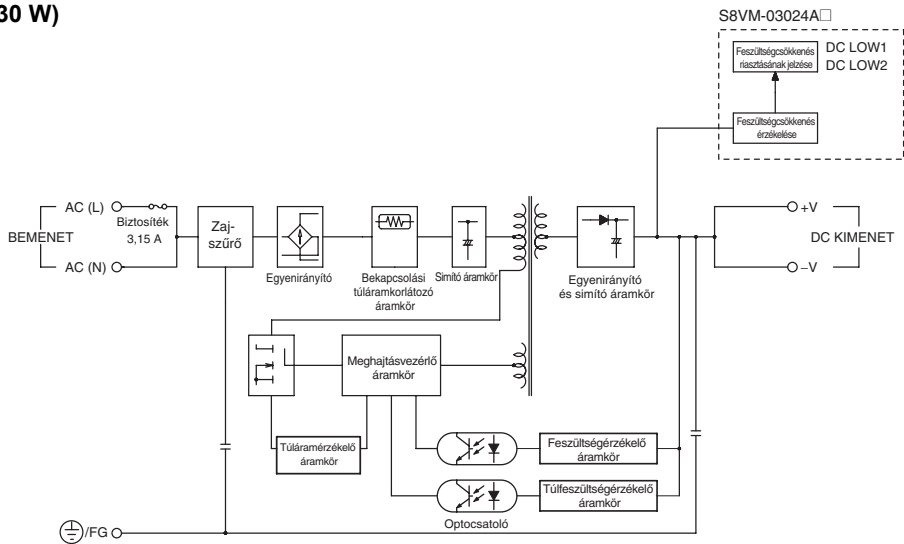 30 W)
S8VM-03024A□
Feszültségcsökkenés
riasztásának jelzése
DC LOW1
DC LOW2
Feszültségcsökkenés
érzékelése
AC (L)
Biztosíték
3,15 A
BEMENET
AC (N)
Zaj-
szűrő
Egyenirányító
Bekapcsolási
túláramkorlátozó
áramkör
Simító áramkör
Egyenirányító
és simító áramkör
+V
DC KIMENET
–V
Meghajtásvezérlő
áramkör
Túláramérzékelő
áramkör
Feszültségérzékelő
áramkör
Túlfeszültségérzékelő
áramkör
Optocsatoló
/FG